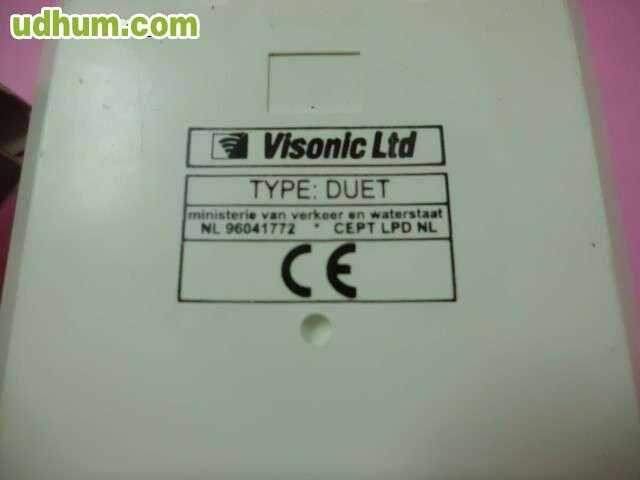 udhum.com
Visonic Ltd
TYPE: DUET
ministerie van verkeer en waterstaat
NL 96041772 * CEPT LPD NL
CE